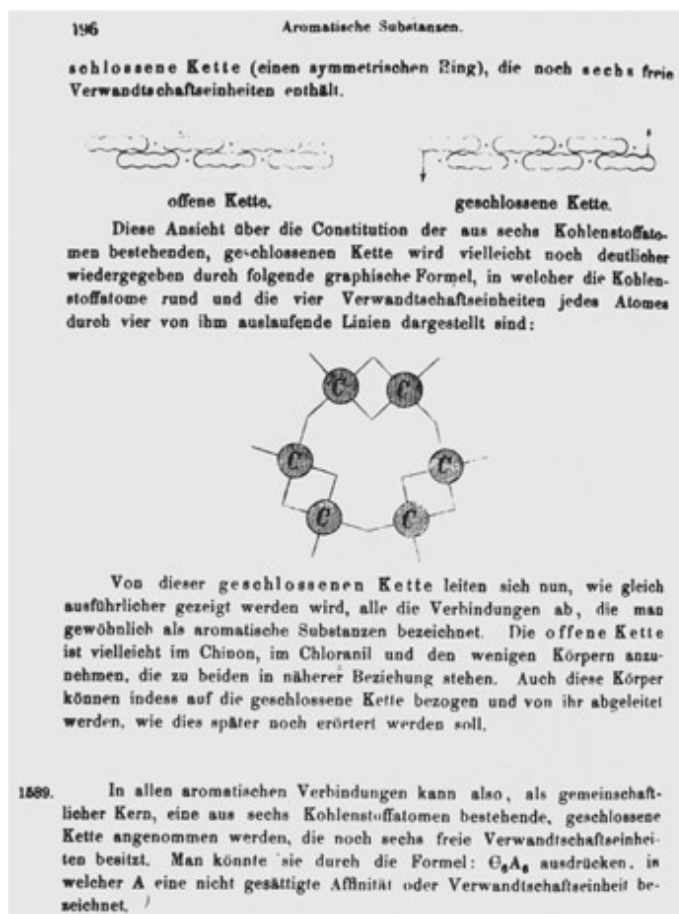 196
Aromatische Substanzen.
schlossene Kette (einen symmetrischen Ring), die noch sechs freie
Verwandtschaftseinheiten enthält.
offene Kette.
geschlossene Kette.
Diese Ansicht über die Constitution der aus sechs Kohlenstoffato-
men bestehenden, geschlossenen Kette wird vielleicht noch deutlicher
wiedergegeben durch folgende graphische Formel, in welcher die Kohlen-
stoffatome rund und die vier Verwandtschaftseinheiten jedes Atomes
durch vier von ihm auslaufende Linien dargestellt sind:
C C
C C
C C
Von dieser geschlossenen Kette leiten sich nun, wie gleich
ausführlicher gezeigt werden wird, alle die Verbindungen ab, die man
gewöhnlich als aromatische Substanzen bezeichnet. Die offene Kette
ist vielleicht im Chinon, im Chloranil und den wenigen Körpern anzu-
nehmen, die zu beiden in näherer Beziehung stehen. Auch diese Körper
können indess auf die geschlossene Kette bezogen und von ihr abgeleitet
werden, wie dies später noch erörtert werden soll.
1589. In allen aromatischen Verbindungen kann also, als gemeinschaft-
licher Kern, eine aus sechs Kohlenstoffatomen bestehende, geschlossene
Kette angenommen werden, die noch sechs freie Verwandtschaftseinhei-
ten besitzt. Man könnte sie durch die Formel: Є₆A₆ ausdrücken, in
welcher A eine nicht gesättigte Affinität oder Verwandtschaftseinheit be-
zeichnet.